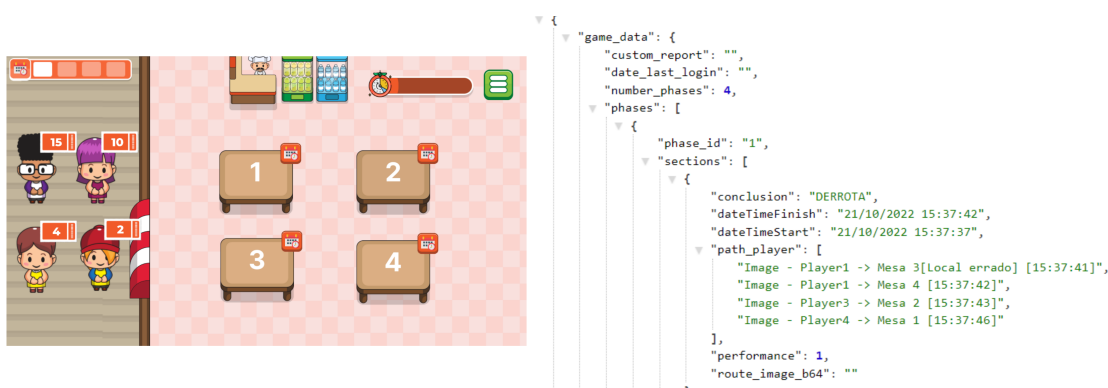 15
10
4
2
1
2
3
4
{
"game_data": {
"custom_report": "",
"date_last_login": "",
"number_phases": 4,
"phases": [
{
"phase_id": "1",
"sections": [
{
"conclusion": "DERROTA",
"dateTimeFinish": "21/10/2022 15:37:42",
"dateTimeStart": "21/10/2022 15:37:37",
"path_player": [
"Image - Player1 -> Mesa 3[Local errado] [15:37:41]",
"Image - Player1 -> Mesa 4 [15:37:42]",
"Image - Player3 -> Mesa 2 [15:37:43]",
"Image - Player4 -> Mesa 1 [15:37:46]"
],
"performance": 1,
"route_image_b64": ""